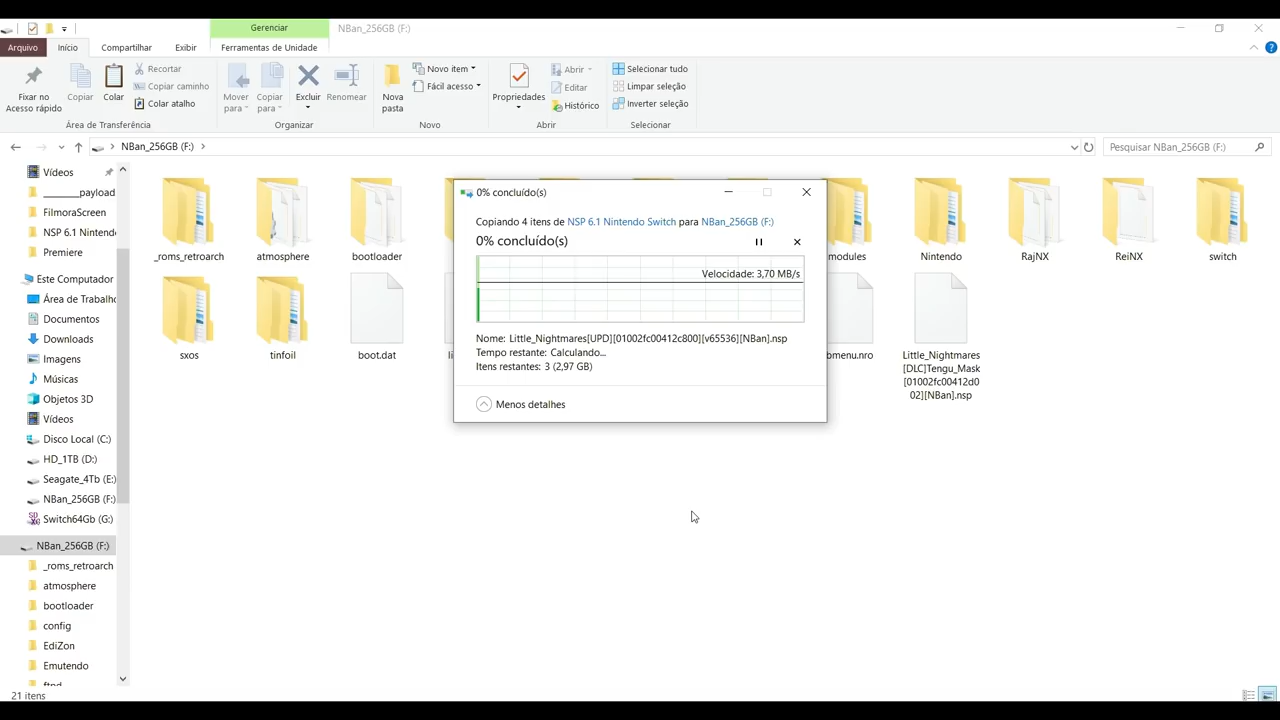 Gerenciar
NBan_256GB (F:)
Arquivo
Início
Compartilhar
Exibir
Ferramentas de Unidade
Fixar no
Acesso rápido
Copiar
Colar
Recortar
Copiar caminho
Colar atalho
Área de Transferência
Mover
para
Copiar
para
Excluir
Renomear
Organizar
Nova
pasta
Novo item
Fácil acesso
Novo
Propriedades
Abrir
Editar
Histórico
Abrir
Selecionar tudo
Limpar seleção
Inverter seleção
Selecionar
NBan_256GB (F:)
Pesquisar NBan_256GB (F:)
Vídeos
________payload
FilmoraScreen
NSP 6.1 Nintendo
Premiere
Este Computador
Área de Trabalho
Documentos
Downloads
Imagens
Músicas
Objetos 3D
Vídeos
Disco Local (C:)
HD_1TB (D:)
Seagate_4Tb (E:)
NBan_256GB (F:)
Switch64Gb (G:)
NBan_256GB (F:)
_roms_retroarch
atmosphere
bootloader
config
EdiZon
Emutendo
_roms_retroarch
atmosphere
bootloader
modules
Nintendo
RajNX
ReiNX
switch
sxos
tinfoil
boot.dat
bmenu.nro
Little_Nightmares
[DLC]Tengu_Mask
[01002fc00412d0
02][NBan].nsp
0% concluído(s)
Copiando 4 itens de NSP 6.1 Nintendo Switch para NBan_256GB (F:)
0% concluído(s)
Velocidade: 3,70 MB/s
Nome: Little_Nightmares[UPD][01002fc00412c800][v65536][NBan].nsp
Tempo restante: Calculando...
Itens restantes: 3 (2,97 GB)
Menos detalhes
21 itens